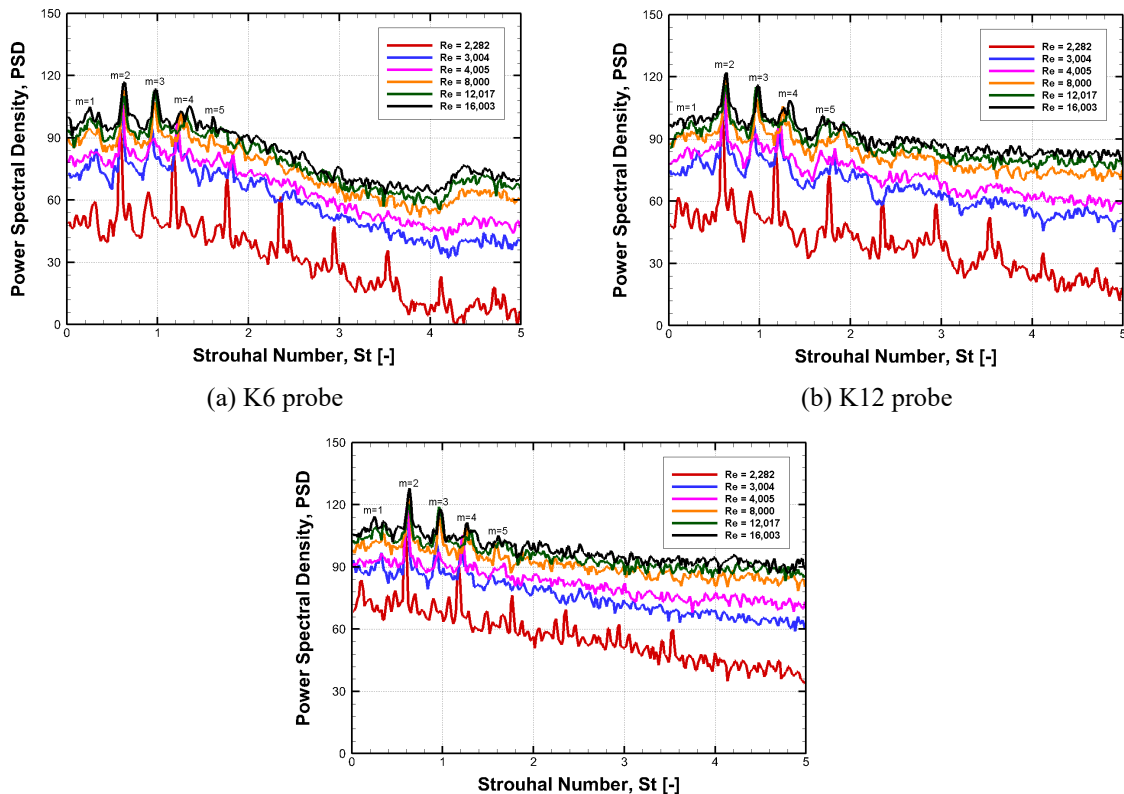 150
120
90
60
30
0
Power Spectral Density, PSD
m=1
m=2
m=3
m=4
m=5
Re = 2,282
Re = 3,004
Re = 4,005
Re = 8,000
Re = 12,017
Re = 16,003
0
1
2
3
4
5
Strouhal Number, St [-]
(a) K6 probe
150
120
90
60
30
0
Power Spectral Density, PSD
m=1
m=2
m=3
m=4
m=5
Re = 2,282
Re = 3,004
Re = 4,005
Re = 8,000
Re = 12,017
Re = 16,003
0
1
2
3
4
5
Strouhal Number, St [-]
(b) K12 probe
150
120
90
60
30
0
Power Spectral Density, PSD
m=1
m=2
m=3
m=4
m=5
Re = 2,282
Re = 3,004
Re = 4,005
Re = 8,000
Re = 12,017
Re = 16,003
0
1
2
3
4
5
Strouhal Number, St [-]